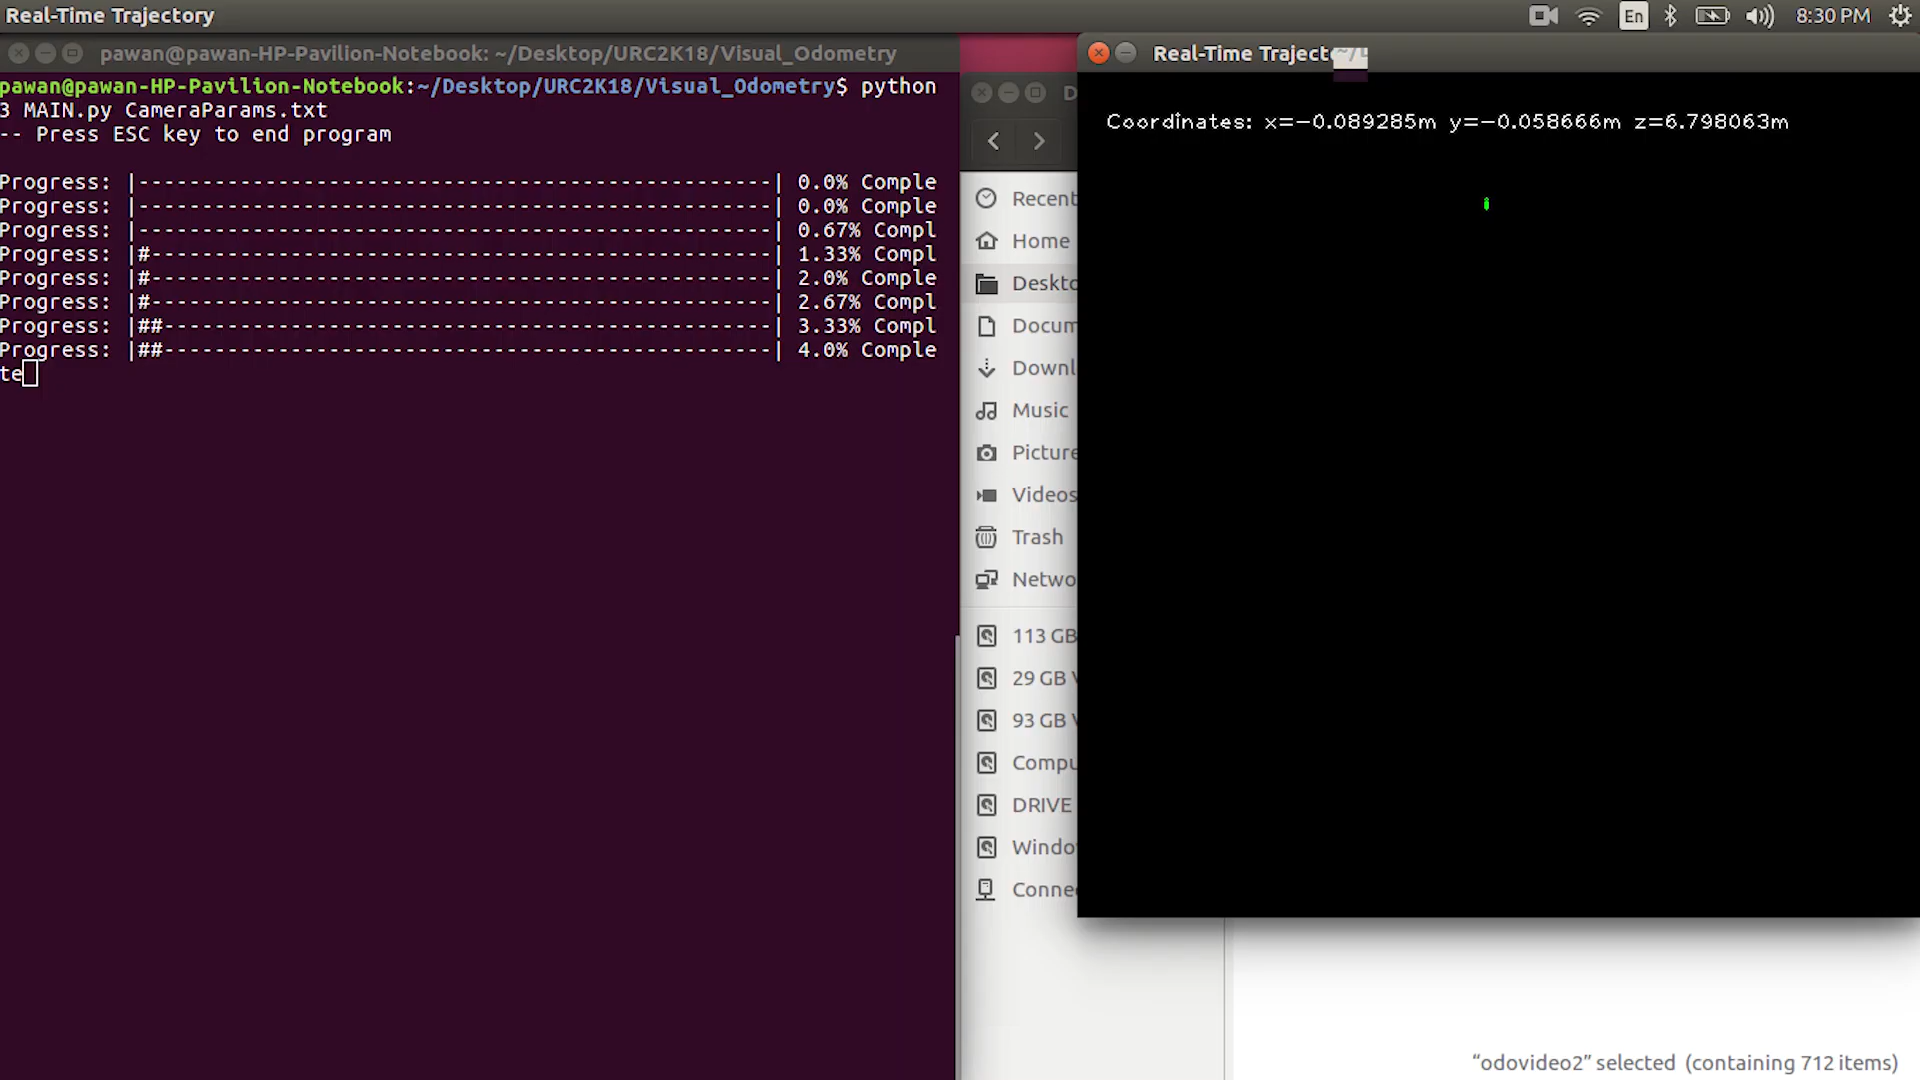 Real-Time Trajectory
En
8:30 PM
pawan@pawan-HP-Pavilion-Notebook: ~/Desktop/URC2K18/Visual_Odometry
pawan@pawan-HP-Pavilion-Notebook:~/Desktop/URC2K18/Visual_Odometry$ python
3 MAIN.py CameraParams.txt
-- Press ESC key to end program
Progress: |--------------------------------------------------| 0.0% Comple
Progress: |--------------------------------------------------| 0.0% Comple
Progress: |--------------------------------------------------| 0.67% Compl
Progress: |#-------------------------------------------------| 1.33% Compl
Progress: |#-------------------------------------------------| 2.0% Comple
Progress: |#-------------------------------------------------| 2.67% Compl
Progress: |##------------------------------------------------| 3.33% Compl
Progress: |##------------------------------------------------| 4.0% Comple
te
D
Recent
Home
Deskto
Docum
Downl
Music
Picture
Videos
Trash
Netwo
113 GB
29 GB V
93 GB V
Compu
DRIVE
Windo
Connec
Real-Time Traject
Coordinates: x=-0.089285m y=-0.058666m z=6.798063m
“odovideo2” selected (containing 712 items)